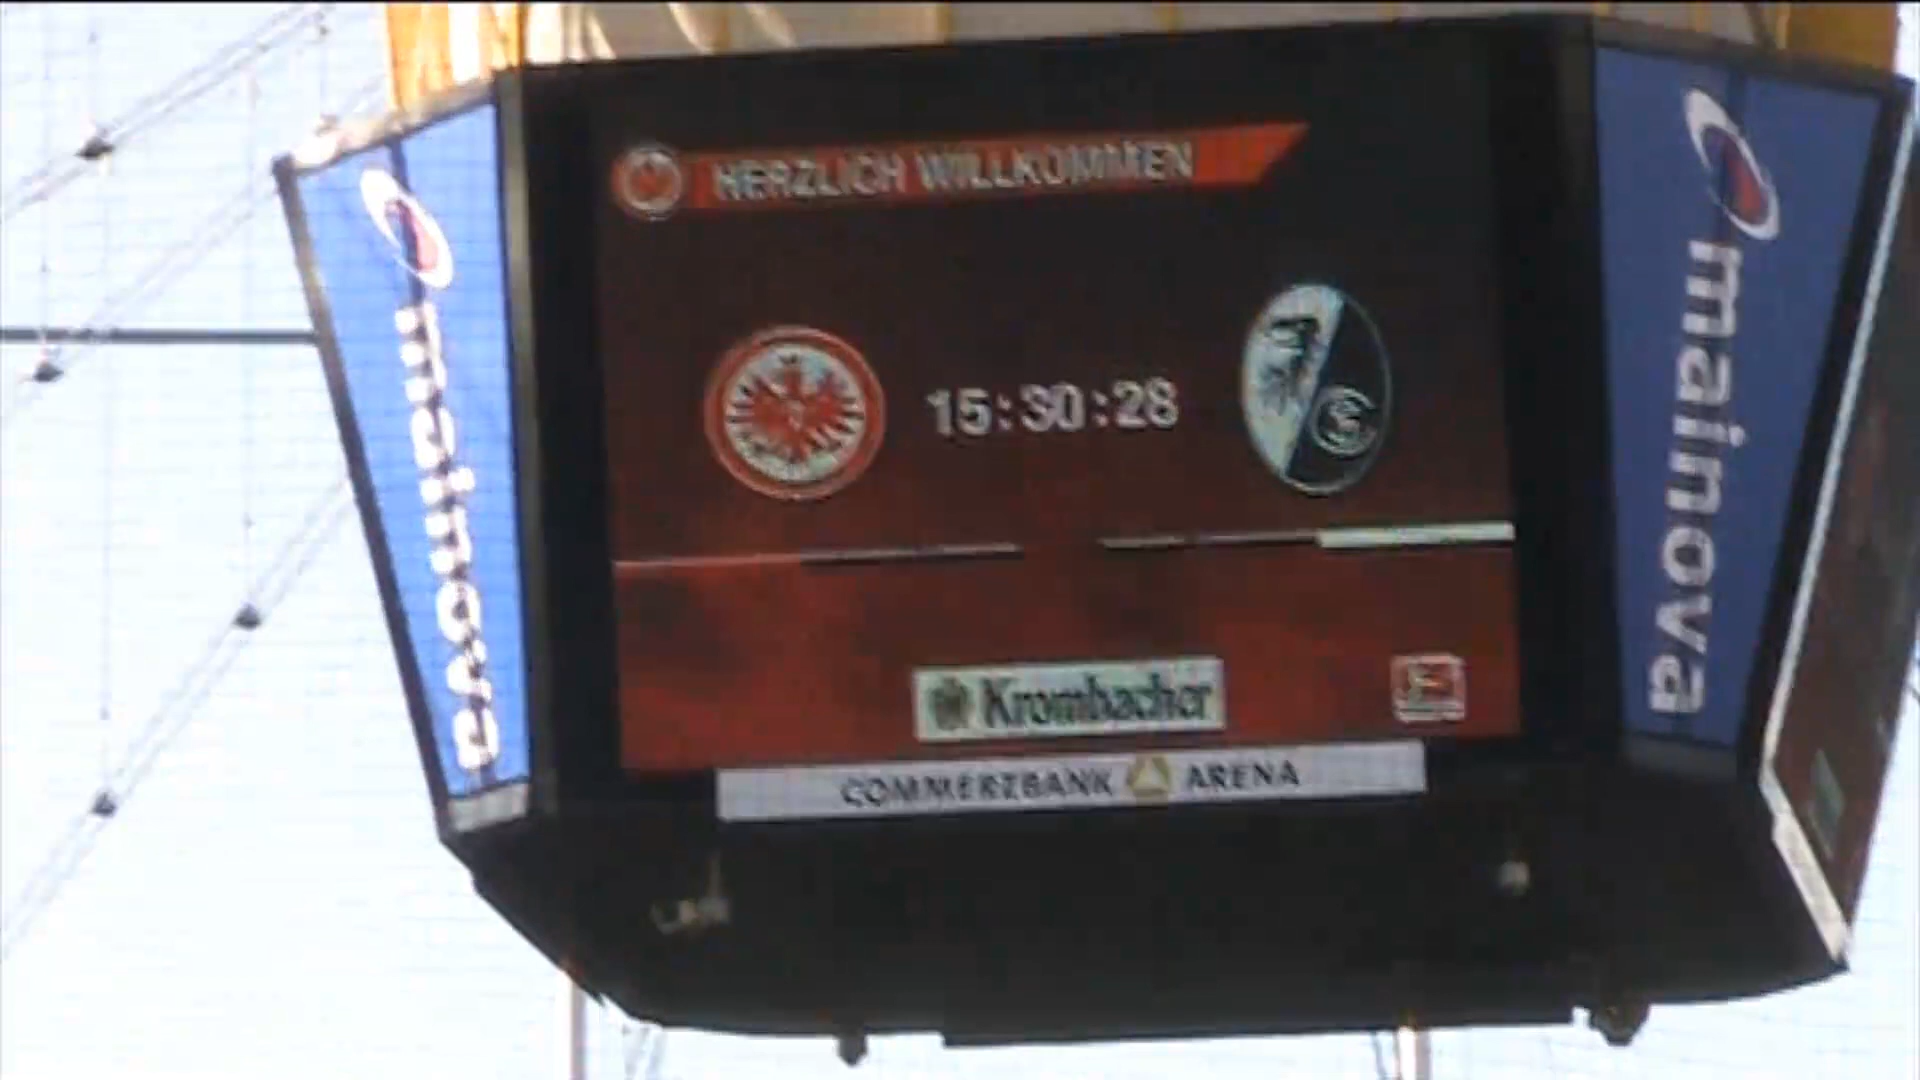 HERZLICH WILLKOMMEN
15:30:28
Krombacher
COMMERZBANK ARENA
mainova
mainova